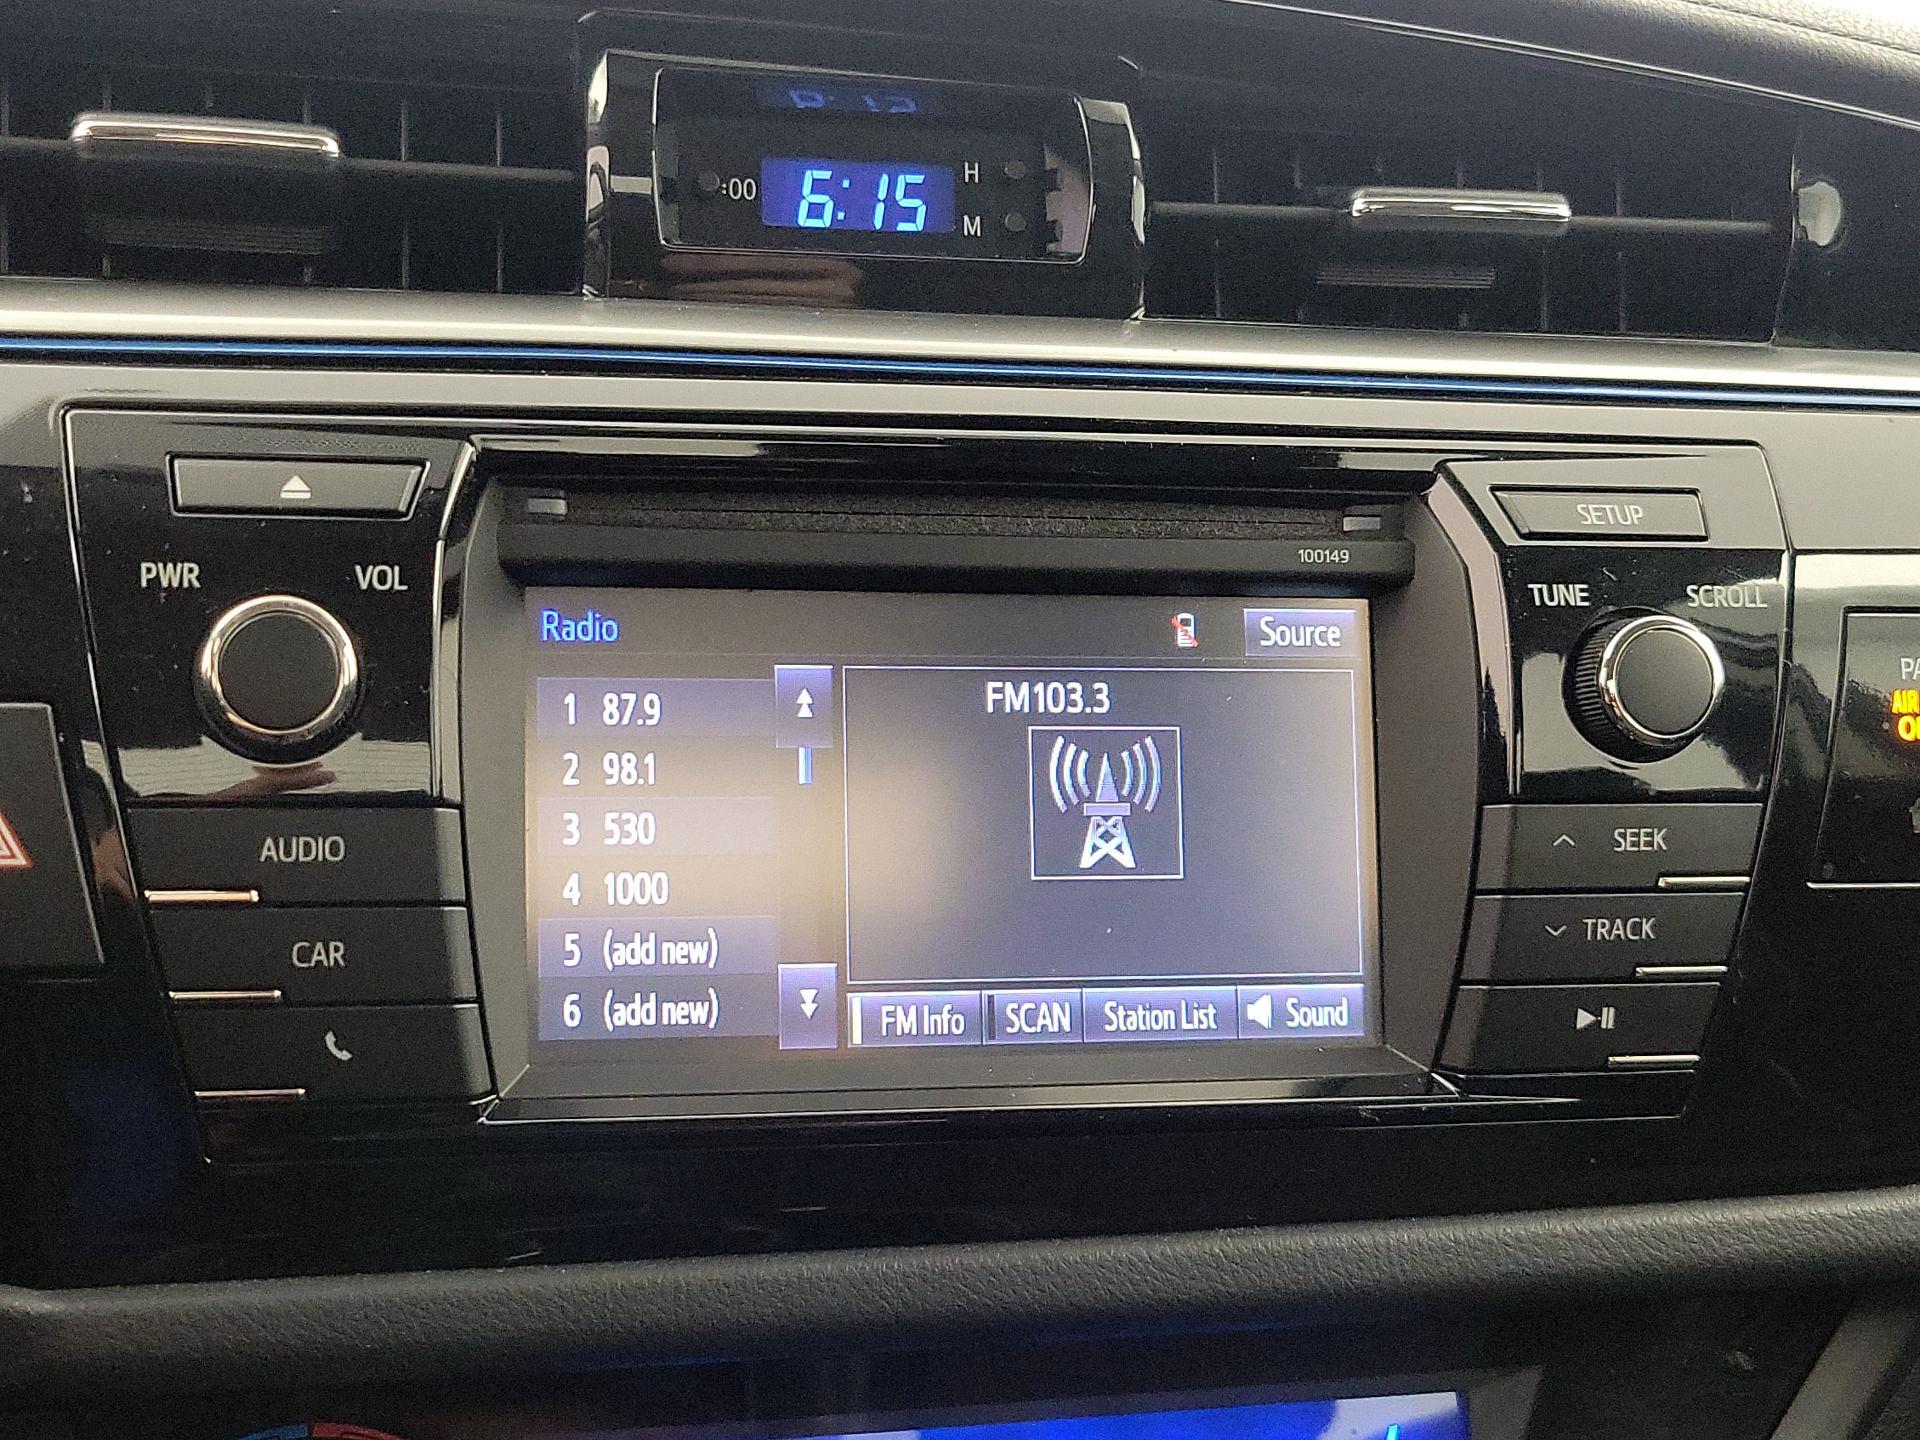 :00 6:15 H
M
SETUP
100149
PWR VOL
TUNE SCROLL
Radio Source
FM103.3
1 87.9
2 98.1
3 530
4 1000
5 (add new)
6 (add new)
FM Info SCAN Station List Sound
AUDIO
CAR
SEEK
TRACK
AIR